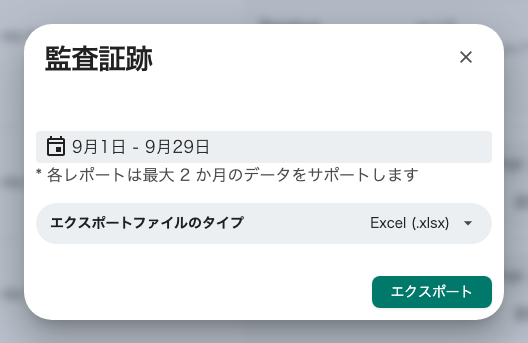 監査証跡
9月1日 - 9月29日
* 各レポートは最大 2 か月のデータをサポートします
エクスポートファイルのタイプ Excel (.xlsx)
エクスポート